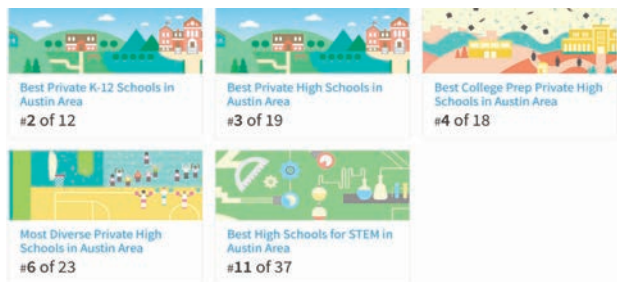 Best Private K-12 Schools in
Austin Area
#2 of 12
Best Private High Schools in
Austin Area
#3 of 19
Best College Prep Private High
Schools in Austin Area
#4 of 18
Most Diverse Private High
Schools in Austin Area
#6 of 23
Best High Schools for STEM in
Austin Area
#11 of 37